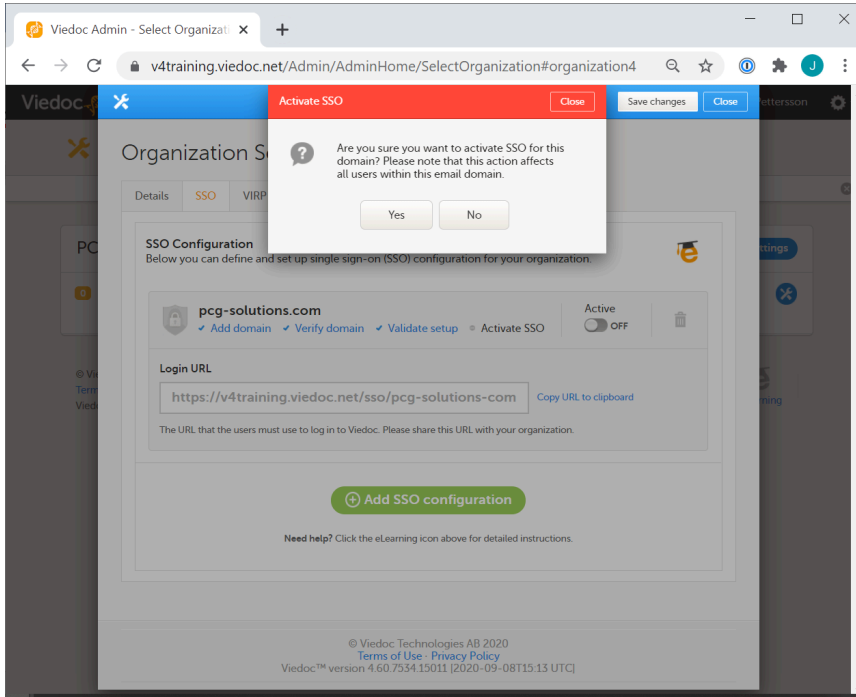 Viedoc Admin - Select Organizati
v4training.viedoc.net/Admin/AdminHome/SelectOrganization#organization4
J
Viedoc
Activate SSO
Close
Save changes
Close
ettersson
Organization S
Are you sure you want to activate SSO for this
domain? Please note that this action affects
all users within this email domain.
Yes
No
Details
SSO
VIRP
PC
SSO Configuration
Below you can define and set up single sign-on (SSO) configuration for your organization.
ttings
pcg-solutions.com
Add domain
Verify domain
Validate setup
Activate SSO
Active
OFF
Login URL
https://v4training.viedoc.net/sso/pcg-solutions-com
Copy URL to clipboard
The URL that the users must use to log in to Viedoc. Please share this URL with your organization.
© Vi
Term
Viedo
rning
Add SSO configuration
Need help? Click the eLearning icon above for detailed instructions.
© Viedoc Technologies AB 2020
Terms of Use - Privacy Policy
Viedoc™ version 4.60.7534.15011 [2020-09-08T15:13 UTC]